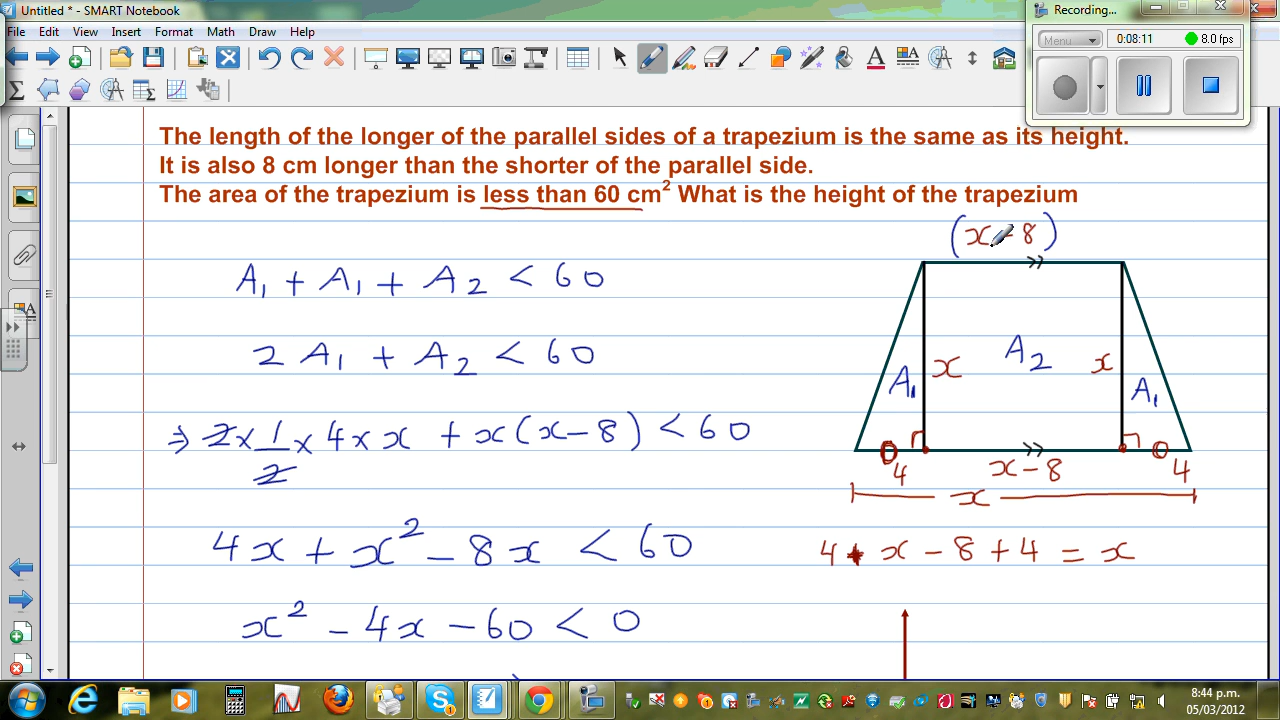 Untitled * - SMART Notebook
File Edit View Insert Format Math Draw Help
Recording...
Menu
0:08:11
8.0 fps
The length of the longer of the parallel sides of a trapezium is the same as its height.
It is also 8 cm longer than the shorter of the parallel side.
The area of the trapezium is less than 60 cm² What is the height of the trapezium
(x - 8)
A₁ + A₁ + A₂ < 60
2 A₁ + A₂ < 60
A₁ x A₂ x A₁
⇒ 2 x 1/2 x 4 x x + x(x - 8) < 60
4 x - 8 4
x
4x + x² - 8x < 60
4 + x - 8 + 4 = x
x² - 4x - 60 < 0
8:44 p.m.
05/03/2012